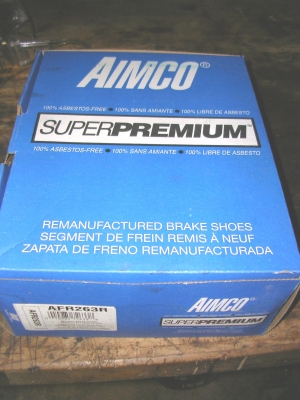 AIMCO®
100% ASBESTOS-FREE • 100% SANS AMIANTE • 100% LIBRE DE ASBESTO
SUPERPREMIUM
100% ASBESTOS-FREE • 100% SANS AMIANTE • 100% LIBRE DE ASBESTO
REMANUFACTURED BRAKE SHOES
SEGMENT DE FREIN REMIS À NEUF
ZAPATA DE FRENO REMANUFACTURADA
AFR263R
AIMCO®
SUPERPREMIUM